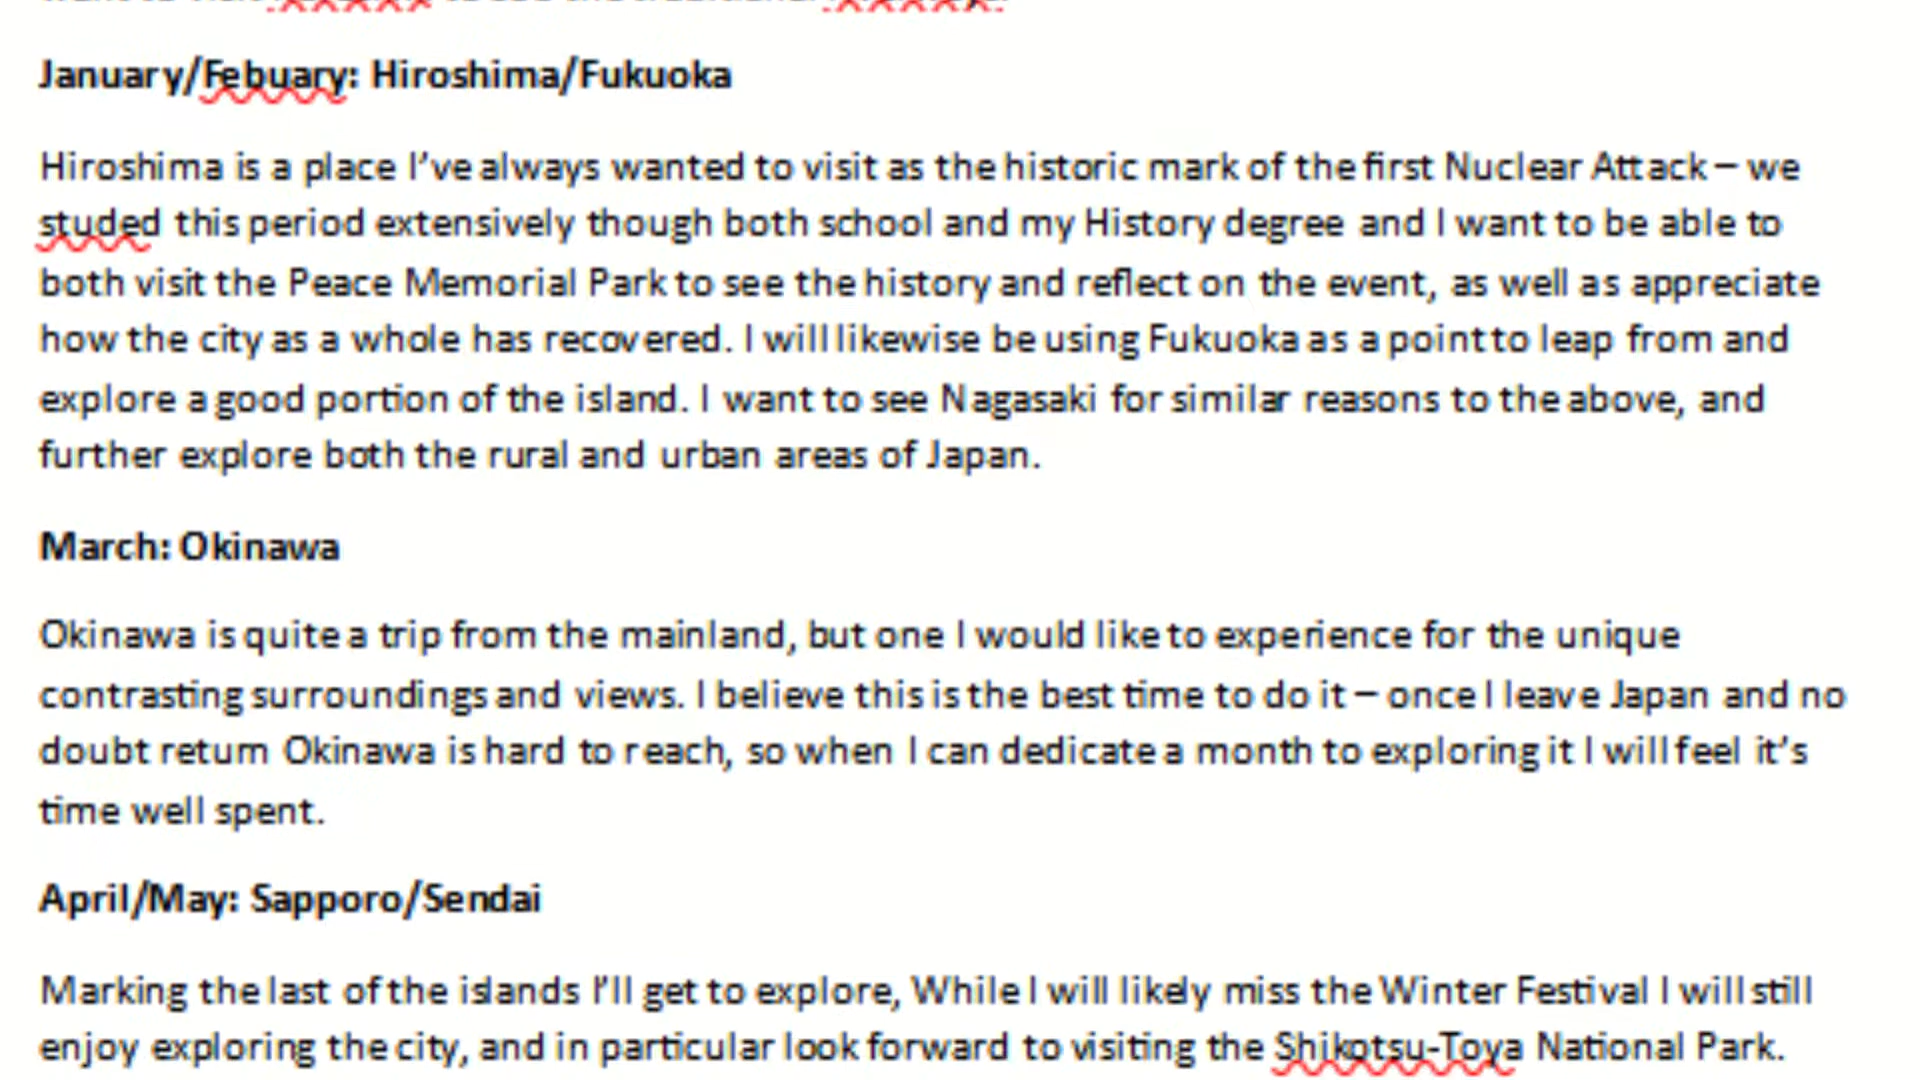 January/Febuary: Hiroshima/Fukuoka
Hiroshima is a place I've always wanted to visit as the historic mark of the first Nuclear Attack – we
studed this period extensively though both school and my History degree and I want to be able to
both visit the Peace Memorial Park to see the history and reflect on the event, as well as appreciate
how the city as a whole has recovered. I will likewise be using Fukuoka as a point to leap from and
explore a good portion of the island. I want to see Nagasaki for similar reasons to the above, and
further explore both the rural and urban areas of Japan.
March: Okinawa
Okinawa is quite a trip from the mainland, but one I would like to experience for the unique
contrasting surroundings and views. I believe this is the best time to do it – once I leave Japan and no
doubt return Okinawa is hard to reach, so when I can dedicate a month to exploring it I will feel it's
time well spent.
April/May: Sapporo/Sendai
Marking the last of the islands I'll get to explore, While I will likely miss the Winter Festival I will still
enjoy exploring the city, and in particular look forward to visiting the Shikotsu-Toya National Park.